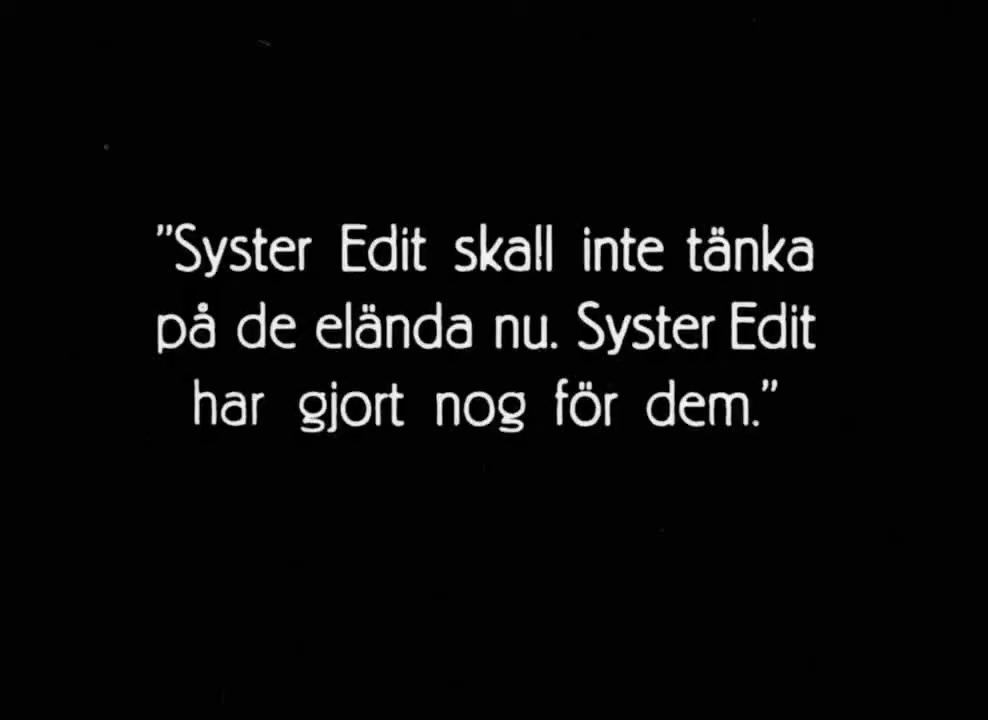 ”Syster Edit skall inte tänka
på de elända nu. Syster Edit
har gjort nog för dem.”